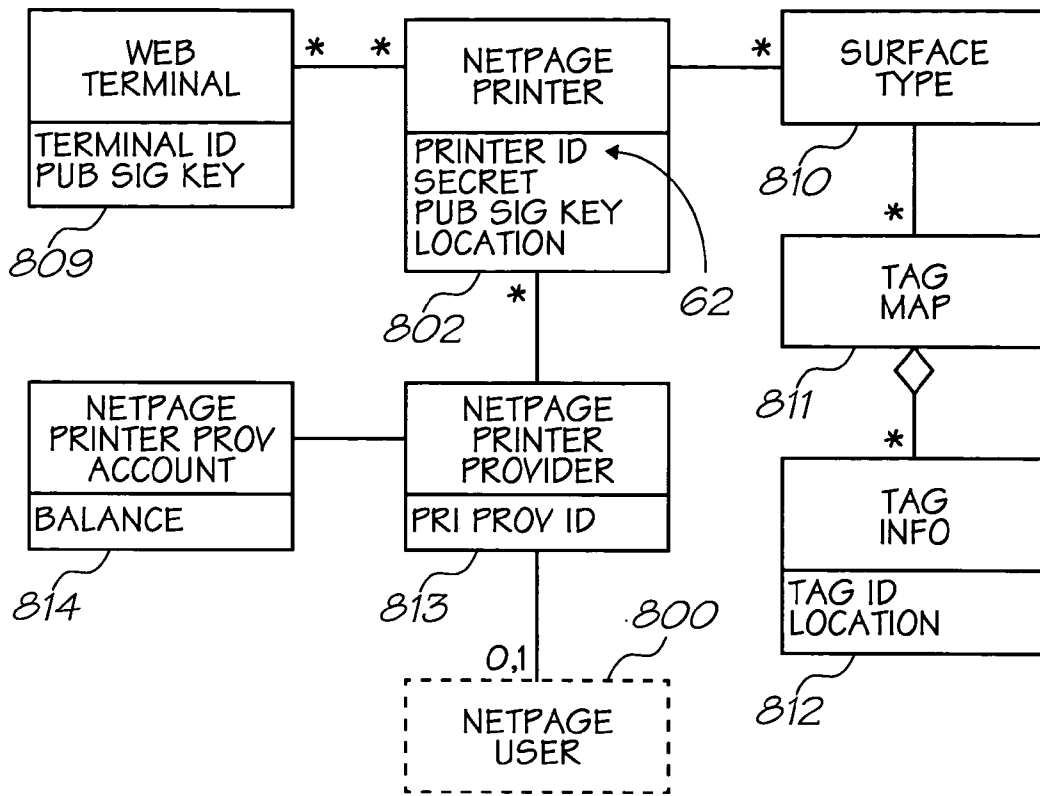 WEB
TERMINAL
TERMINAL ID
PUB SIG KEY
809
* *
NETPAGE
PRINTER
PRINTER ID
SECRET
PUB SIG KEY
LOCATION
802
62
*
SURFACE
TYPE
810
*
TAG
MAP
811
*
TAG
INFO
TAG ID
LOCATION
812
*
NETPAGE
PRINTER PROV
ACCOUNT
BALANCE
814
NETPAGE
PRINTER
PROVIDER
PRI PROV ID
813
0,1
800
NETPAGE
USER